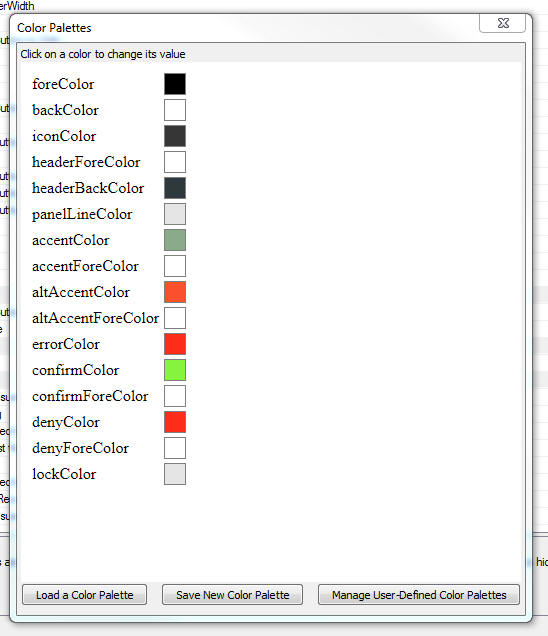 erWidth
Color Palettes
Click on a color to change its value
foreColor
backColor
iconColor
headerForeColor
headerBackColor
panelLineColor
accentColor
accentForeColor
altAccentColor
altAccentForeColor
errorColor
confirmColor
confirmForeColor
denyColor
denyForeColor
lockColor
Load a Color Palette
Save New Color Palette
Manage User-Defined Color Palettes